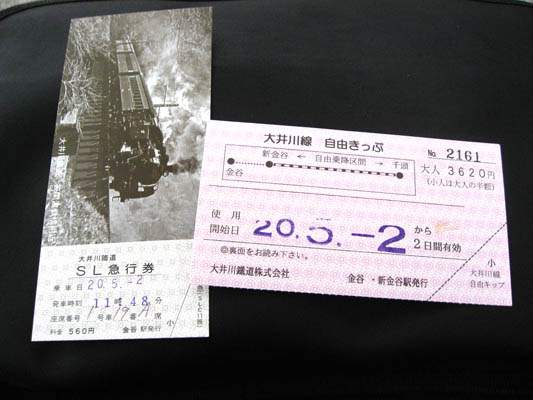 大井川鐵道
SL急行券
乗車日 20.5.-2
発車時刻 11時48分
座席番号 1号車19番A席
料金 560円 金谷駅発行 小
大井川線 自由きっぷ
№ 2161
新金谷 ← 自由乗降区間 → 千頭
金谷
大人 3620円
(小人は大人の半額)
使用開始日 20.5.-2から2日間有効
◎裏面をお読み下さい。
大井川鐵道株式会社 金谷・新金谷駅発行
小
大井川線
自由キップ